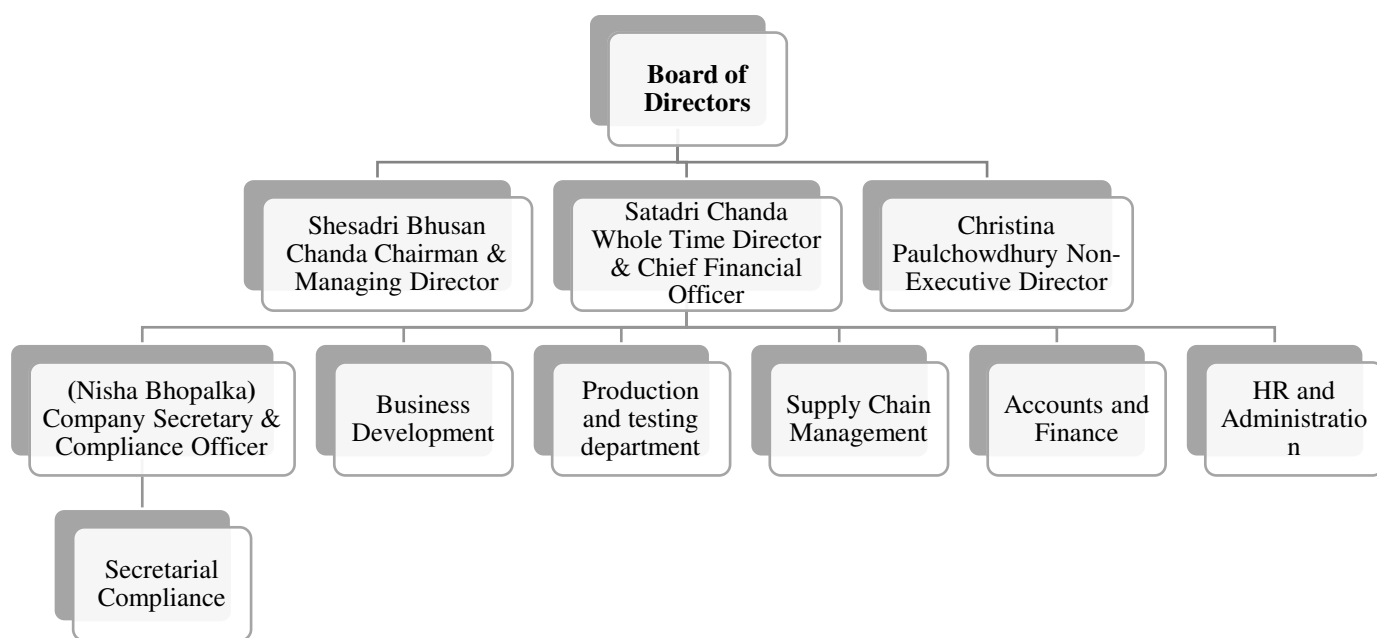 Board of
Directors
Shesadri Bhusan
Chanda Chairman &
Managing Director
Satadri Chanda
Whole Time Director
& Chief Financial
Officer
Christina
Paulchowdhury Non-
Executive Director
(Nisha Bhopalka)
Company Secretary &
Compliance Officer
Business
Development
Production
and testing
department
Supply Chain
Management
Accounts and
Finance
HR and
Administratio
n
Secretarial
Compliance